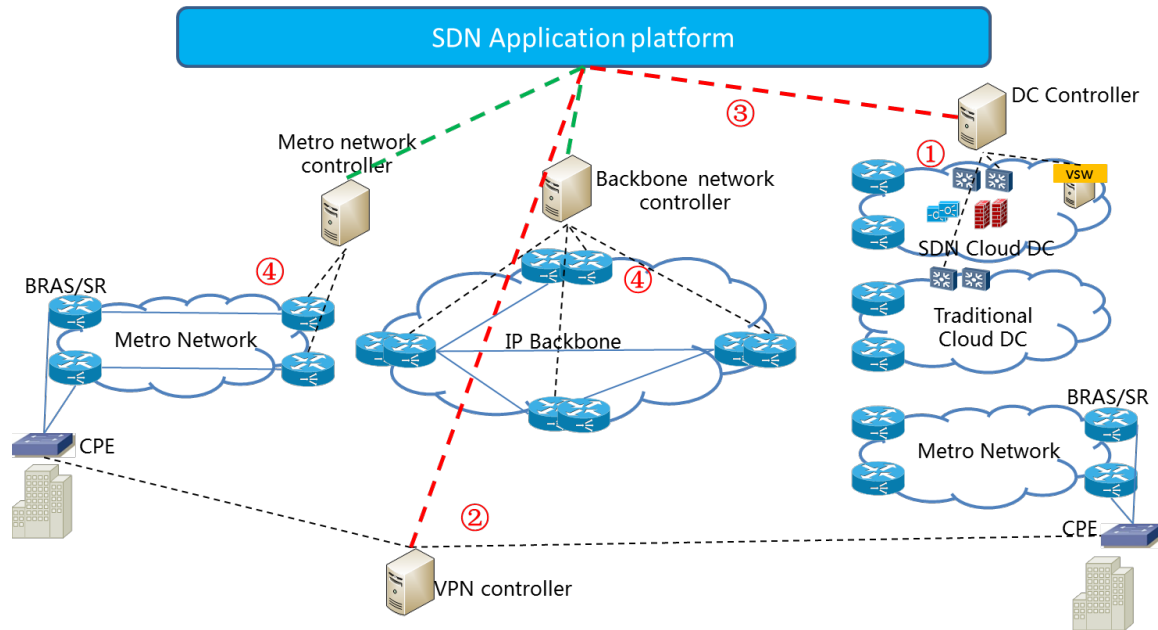 SDN Application platform
③
DC Controller
Metro network
controller
①
Backbone network
controller
vsw
SDN Cloud DC
④
④
BRAS/SR
Metro Network
IP Backbone
Traditional
Cloud DC
BRAS/SR
CPE
Metro Network
②
CPE
VPN controller